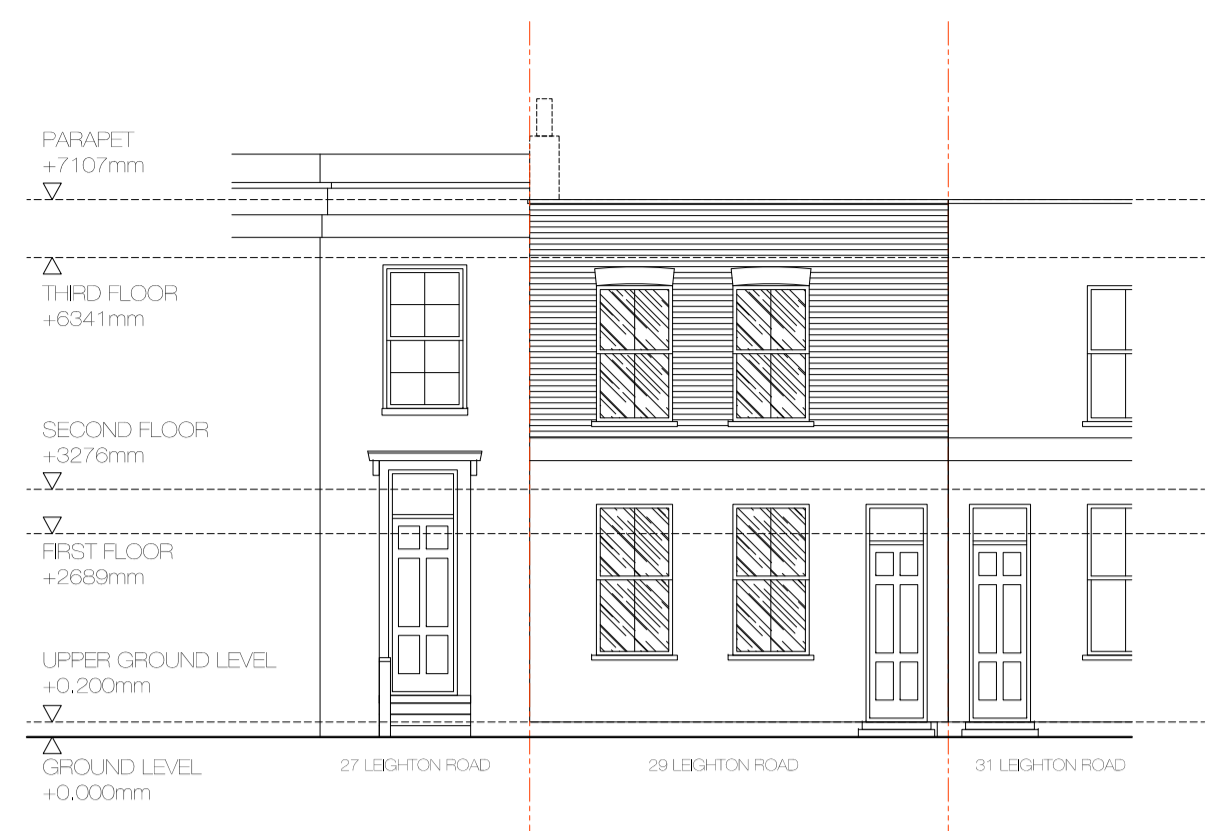 PARAPET
+7107mm
THIRD FLOOR
+6341mm
SECOND FLOOR
+3276mm
FIRST FLOOR
+2689mm
UPPER GROUND LEVEL
+0.200mm
GROUND LEVEL
+0.000mm
27 LEIGHTON ROAD
29 LEIGHTON ROAD
31 LEIGHTON ROAD